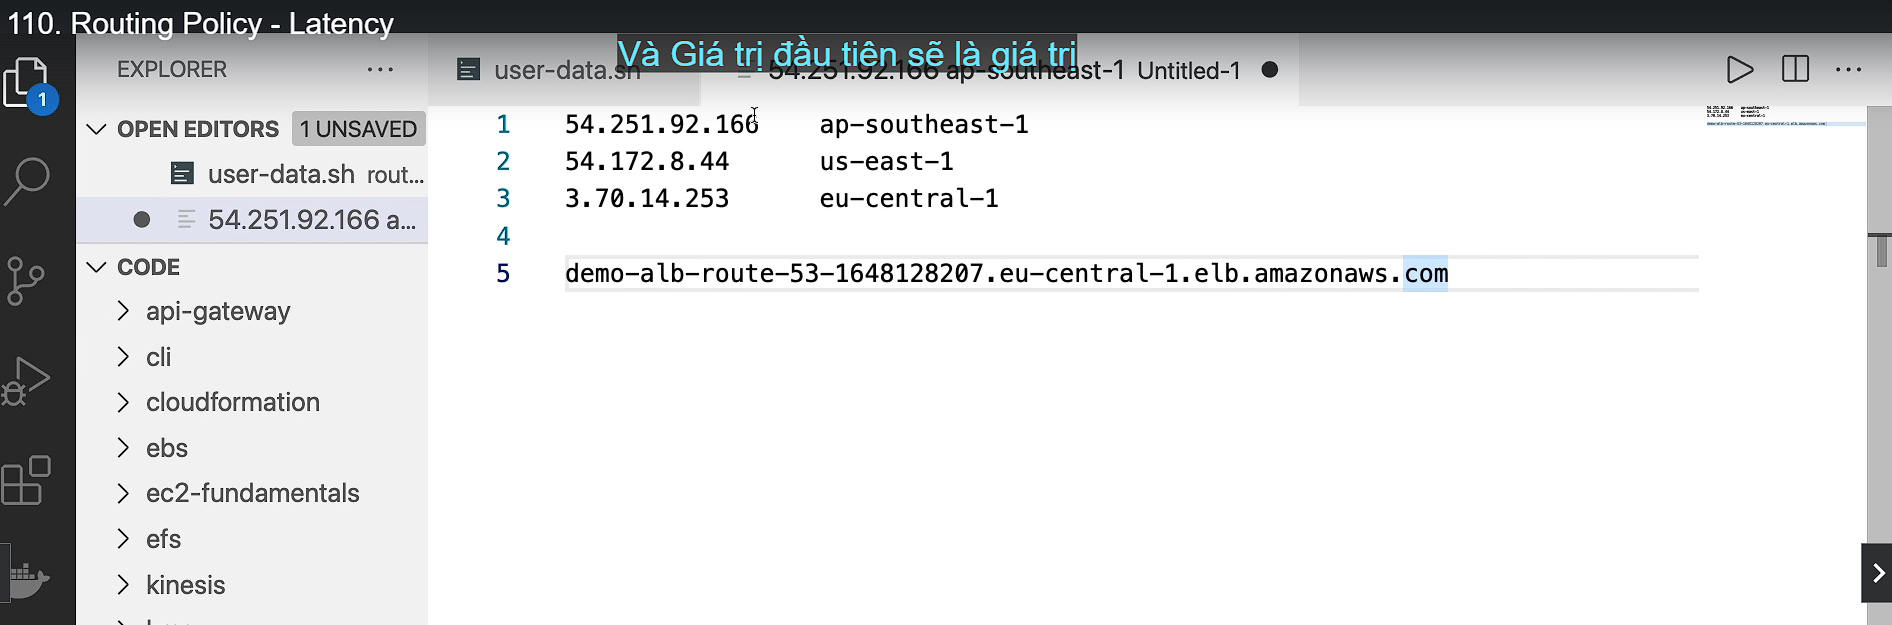 110. Routing Policy - Latency
Và Giá trị đầu tiên sẽ là giá trị
EXPLORER
user-data.sh
54.251.92.166 ap-southeast-1 Untitled-1
1
OPEN EDITORS 1 UNSAVED
user-data.sh rout...
54.251.92.166 a...
CODE
api-gateway
cli
cloudformation
ebs
ec2-fundamentals
efs
kinesis
1 54.251.92.166 ap-southeast-1
2 54.172.8.44 us-east-1
3 3.70.14.253 eu-central-1
4
5 demo-alb-route-53-1648128207.eu-central-1.elb.amazonaws.com